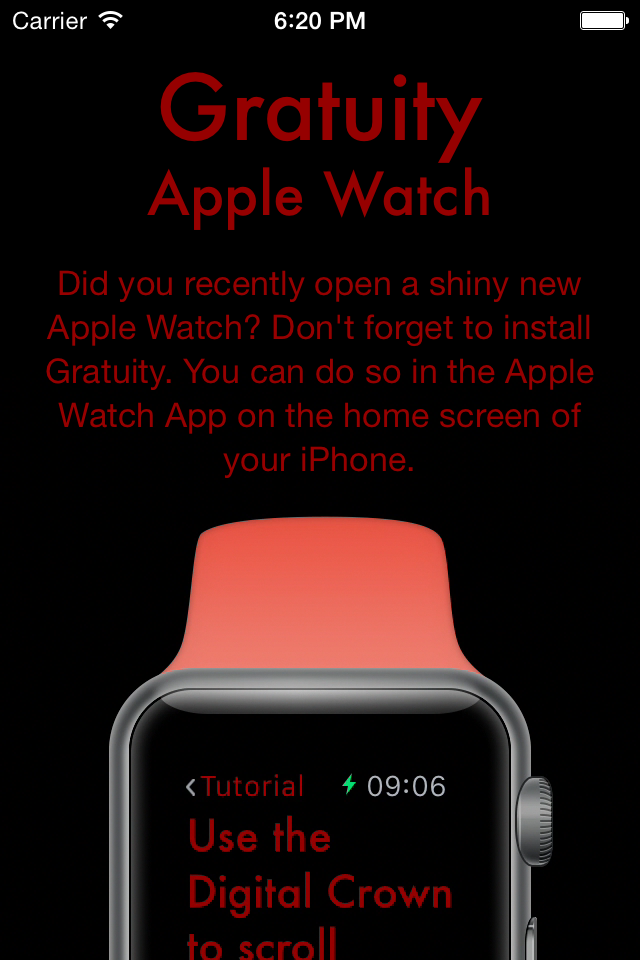 Carrier 6:20 PM
Gratuity
Apple Watch
Did you recently open a shiny new
Apple Watch? Don't forget to install
Gratuity. You can do so in the Apple
Watch App on the home screen of
your iPhone.
Tutorial 09:06
Use the
Digital Crown
to scroll